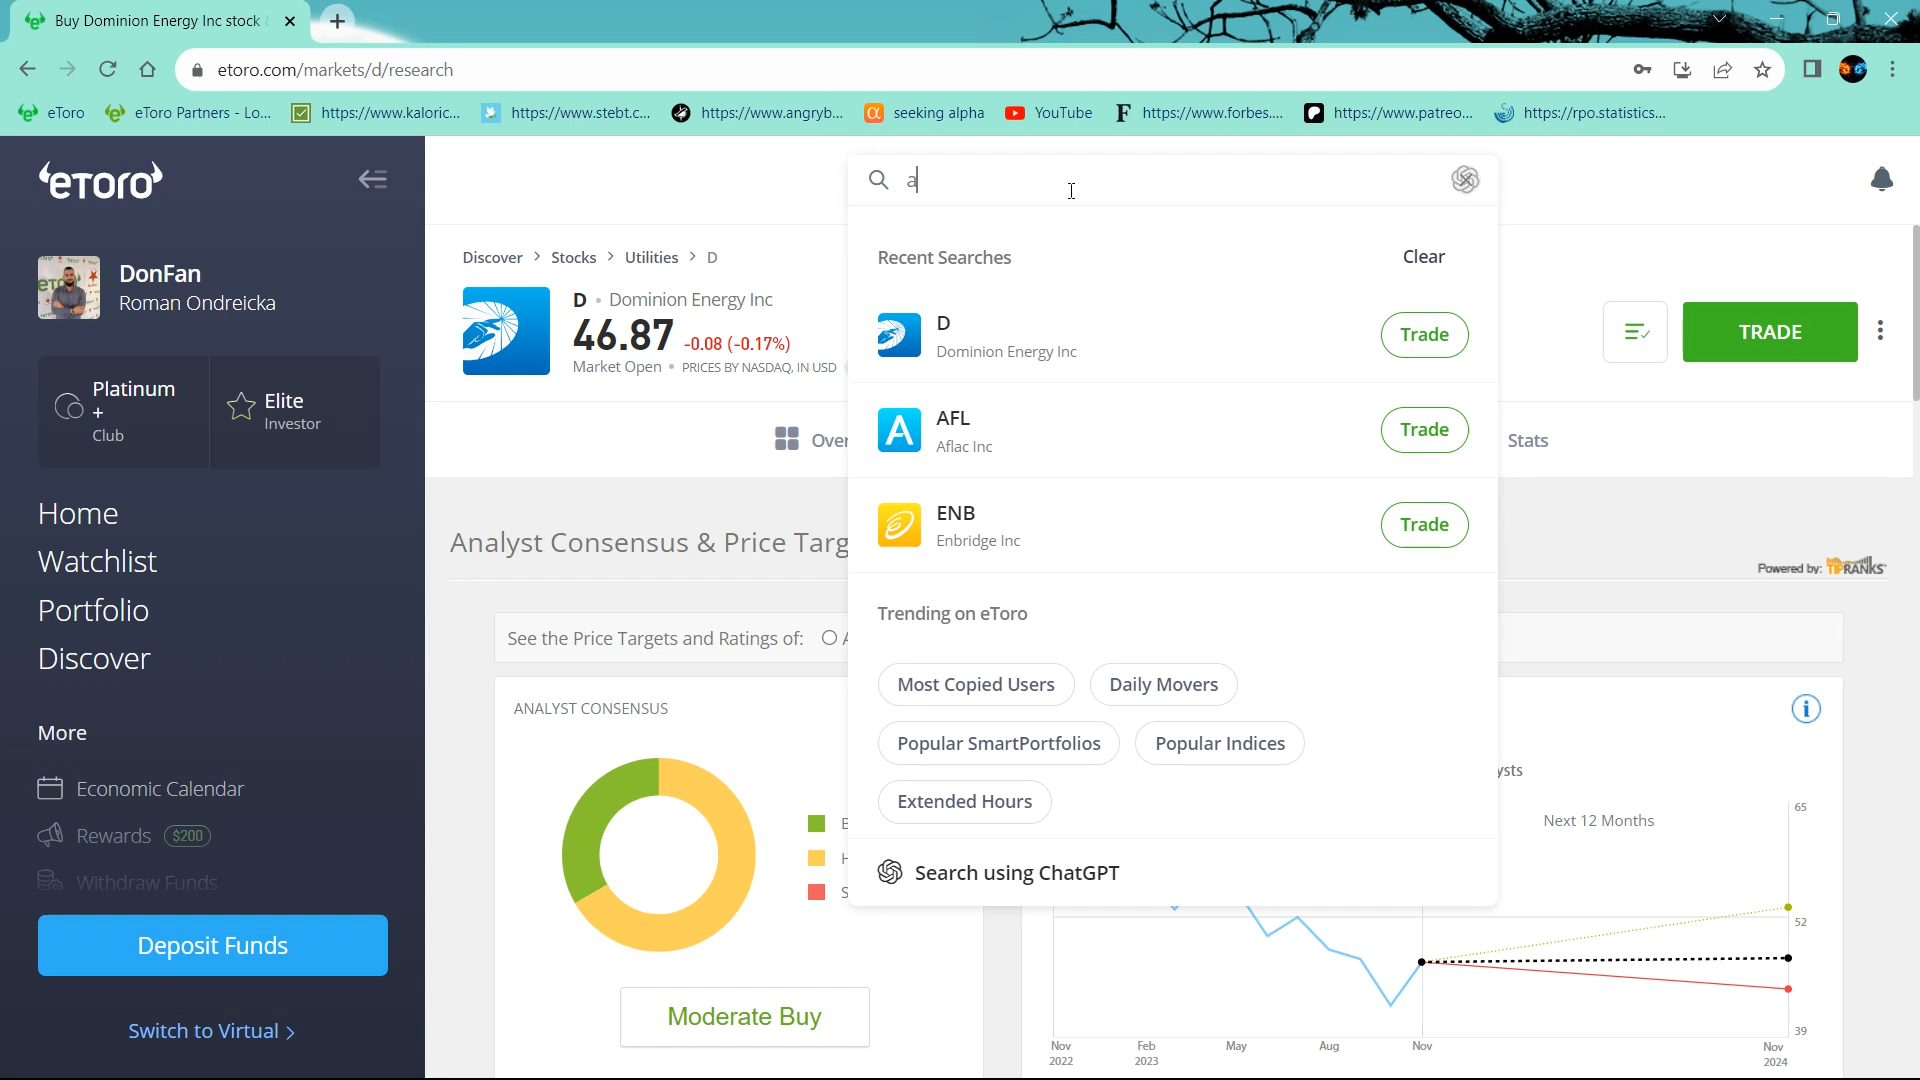 Buy Dominion Energy Inc stock
etoro.com/markets/d/research
eToro
eToro Partners - Lo...
https://www.kaloric...
https://www.stebt.c...
https://www.angryb...
seeking alpha
YouTube
https://www.forbes....
https://www.patreo...
https://rpo.statistics...
eToro
DonFan
Roman Ondreicka
Platinum
+
Club
Elite
Investor
Home
Watchlist
Portfolio
Discover
More
Economic Calendar
Rewards $200
Withdraw Funds
Deposit Funds
Switch to Virtual >
a
Discover > Stocks > Utilities > D
D • Dominion Energy Inc
46.87 -0.08 (-0.17%)
Market Open • PRICES BY NASDAQ, IN USD
TRADE
Over
Stats
Recent Searches
Clear
D
Dominion Energy Inc
Trade
AFL
Aflac Inc
Trade
ENB
Enbridge Inc
Trade
Trending on eToro
Most Copied Users
Daily Movers
Popular SmartPortfolios
Popular Indices
Extended Hours
Search using ChatGPT
Analyst Consensus & Price Targ
Powered by: TIPRANKS
See the Price Targets and Ratings of:
ANALYST CONSENSUS
Moderate Buy
ysts
Next 12 Months
65
52
39
Nov
2022
Feb
2023
May
Aug
Nov
Nov
2024